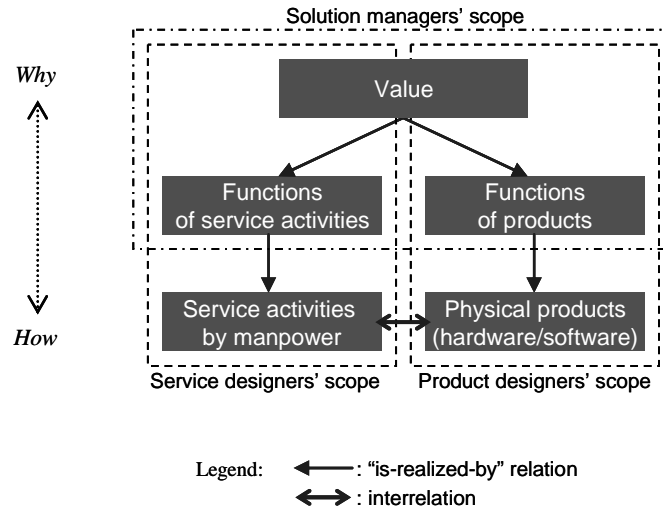 Solution managers’ scope
Why
Value
Functions
of service activities
Functions
of products
Service activities
by manpower
Physical products
(hardware/software)
How
Service designers’ scope
Product designers’ scope
Legend:
: “is-realized-by” relation
: interrelation